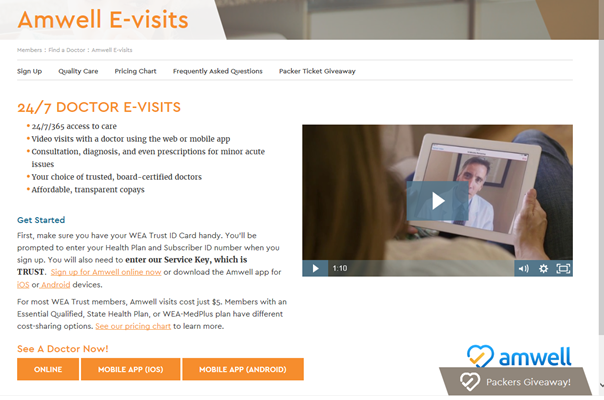 Amwell E-visits
Members : Find a Doctor : Amwell E-visits
Sign Up Quality Care Pricing Chart Frequently Asked Questions Packer Ticket Giveaway
24/7 DOCTOR E-VISITS
24/7/365 access to care
Video visits with a doctor using the web or mobile app
Consultation, diagnosis, and even prescriptions for minor acute
issues
Your choice of trusted, board-certified doctors
Affordable, transparent copays
1:10
Get Started
First, make sure you have your WEA Trust ID Card handy. You'll be
prompted to enter your Health Plan and Subscriber ID number when you
sign up. You will also need to enter our Service Key, which is
TRUST. Sign up for Amwell online now or download the Amwell app for
iOS or Android devices.
For most WEA Trust members, Amwell visits cost just $5. Members with an
Essential Qualified, State Health Plan, or WEA-MedPlus plan have different
cost-sharing options. See our pricing chart to learn more.
See A Doctor Now!
ONLINE MOBILE APP (IOS) MOBILE APP (ANDROID)
amwell
Packers Giveaway!